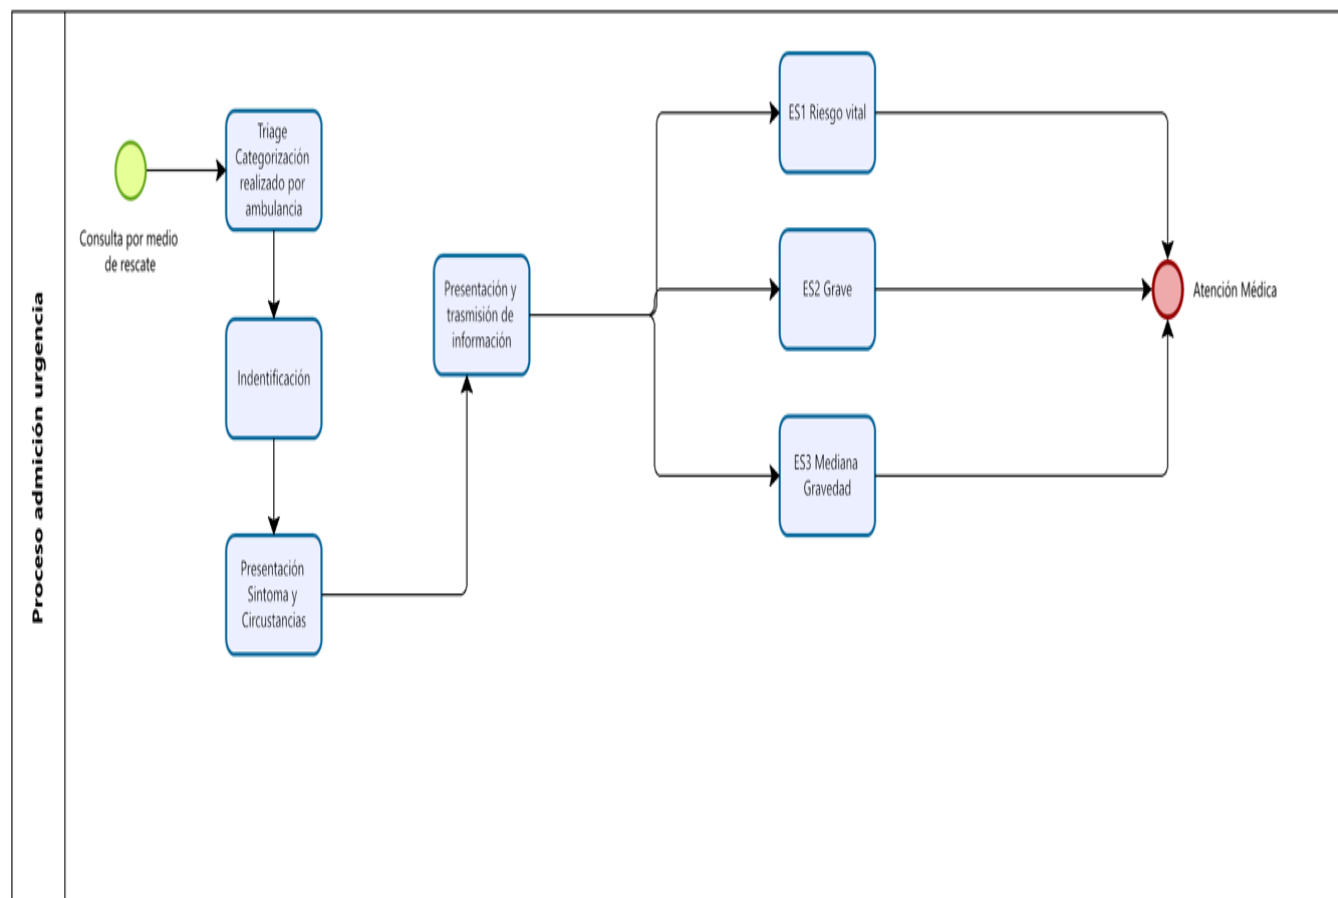 Proceso admición urgencia
Consulta por medio
de rescate
Triage
Categorización
realizado por
ambulancia
Indentificación
Presentación
Sintoma y
Circustancias
Presentación y
trasmisión de
información
ES1 Riesgo vital
ES2 Grave
ES3 Mediana
Gravedad
Atención Médica